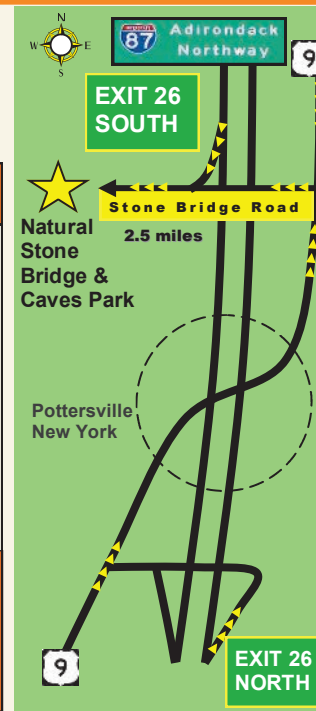 N
W E
S
87
Adirondack
Northway
9
EXIT 26
SOUTH
Stone Bridge Road
2.5 miles
Natural
Stone
Bridge &
Caves Park
Pottersville
New York
9
EXIT 26
NORTH